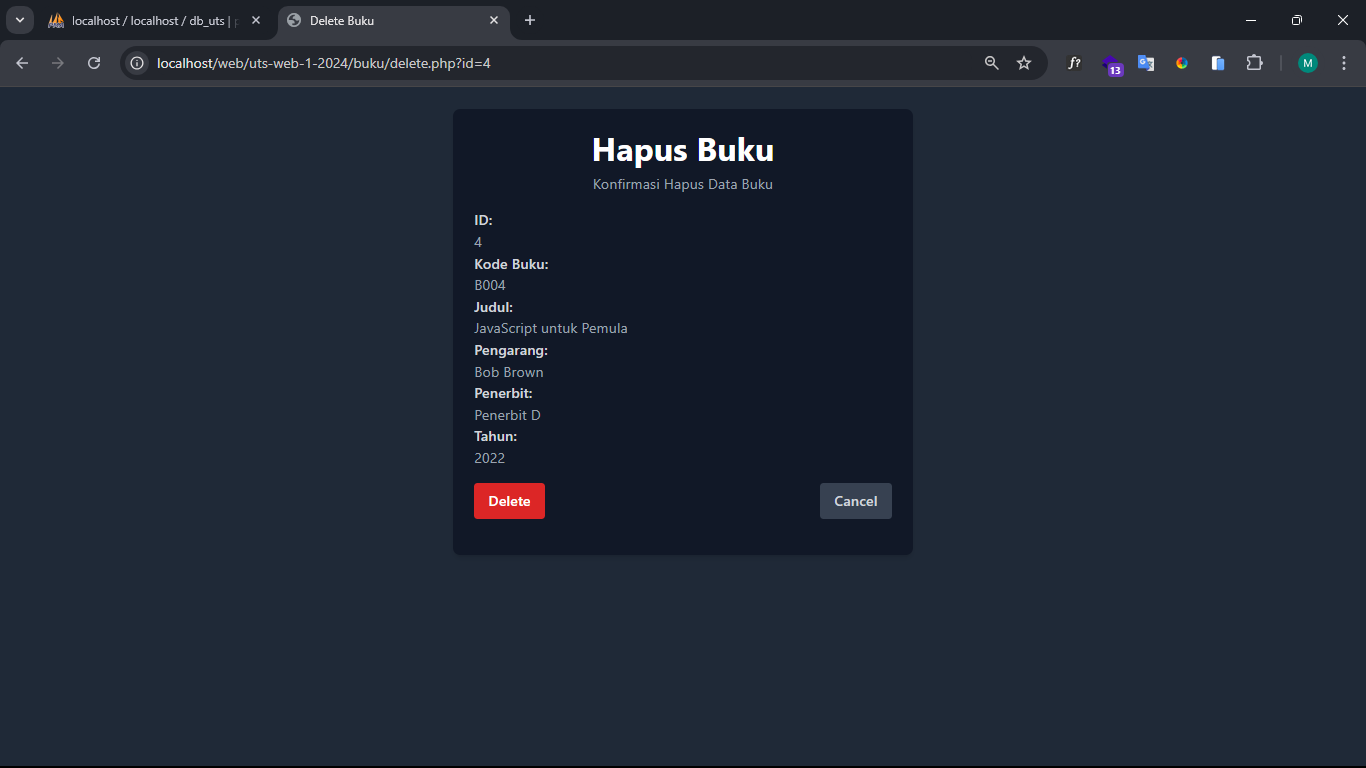 localhost / localhost / db_uts |
Delete Buku
localhost/web/uts-web-1-2024/buku/delete.php?id=4
f?
13
G
M
Hapus Buku
Konfirmasi Hapus Data Buku
ID:
4
Kode Buku:
B004
Judul:
JavaScript untuk Pemula
Pengarang:
Bob Brown
Penerbit:
Penerbit D
Tahun:
2022
Delete
Cancel